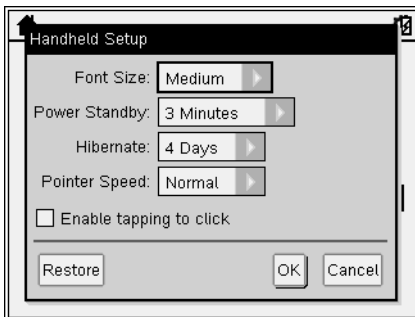 Handheld Setup
Font Size: Medium
Power Standby: 3 Minutes
Hibernate: 4 Days
Pointer Speed: Normal
Enable tapping to click
Restore OK Cancel